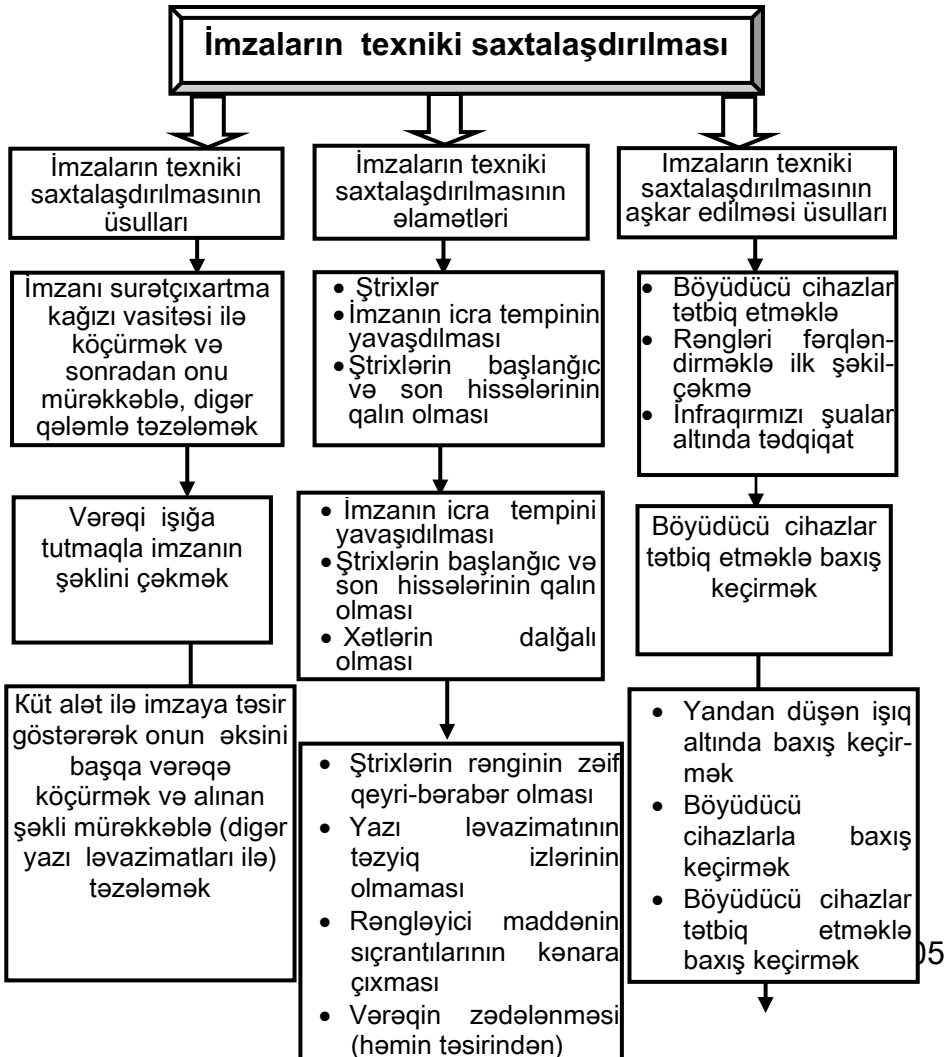 İmzaların texniki saxtalaşdırılması
İmzaların texniki
saxtalaşdırılmasının
üsulları
İmzaların texniki
saxtalaşdırılmasının
əlamətləri
Imzaların texniki
saxtalaşdırılmasının
aşkar edilməsi üsulları
İmzanı surətçıxartma
kağızı vasitəsi ilə
köçürmək və
sonradan onu
mürəkkəblə, digər
qələmlə təzələmək
• Ştrixlər
• İmzanın icra tempinin
yavaşdılması
• Ştrixlərin başlanğıc
və son hissələrinin
qalın olması
• Böyüdücü cihazlar
tətbiq etməklə
• Rəngləri fərqlən-
dirməklə ilk şəkil-
çəkmə
• İnfraqırmızı şualar
altında tədqiqat
Vərəqi işığa
tutmaqla imzanın
şəklini çəkmək
• İmzanın icra tempini
yavaşıdılması
• Ştrixlərin başlanğıc və
son hissələrinin qalın
olması
• Xətlərin dalğalı
olması
Böyüdücü cihazlar
tətbiq etməklə baxış
keçirmək
Küt alət ilə imzaya təsir
göstərərək onun əksini
başqa vərəqə
köçürmək və alınan
şəkli mürəkkəblə (digər
yazı ləvazimatları ilə)
təzələmək
• Ştrixlərin rənginin zəif
qeyri-bərabər olması
• Yazı ləvazimatının
təzyiq izlərinin
olmaması
• Rəngləyici maddənin
sıçrantılarının kənara
çıxması
• Vərəqin zədələnməsi
(həmin təsirindən)
• Yandan düşən işıq
altında baxış keçir-
mək
• Böyüdücü
cihazlarla baxış
keçirmək
• Böyüdücü cihazlar
tətbiq etməklə
baxış keçirmək
05